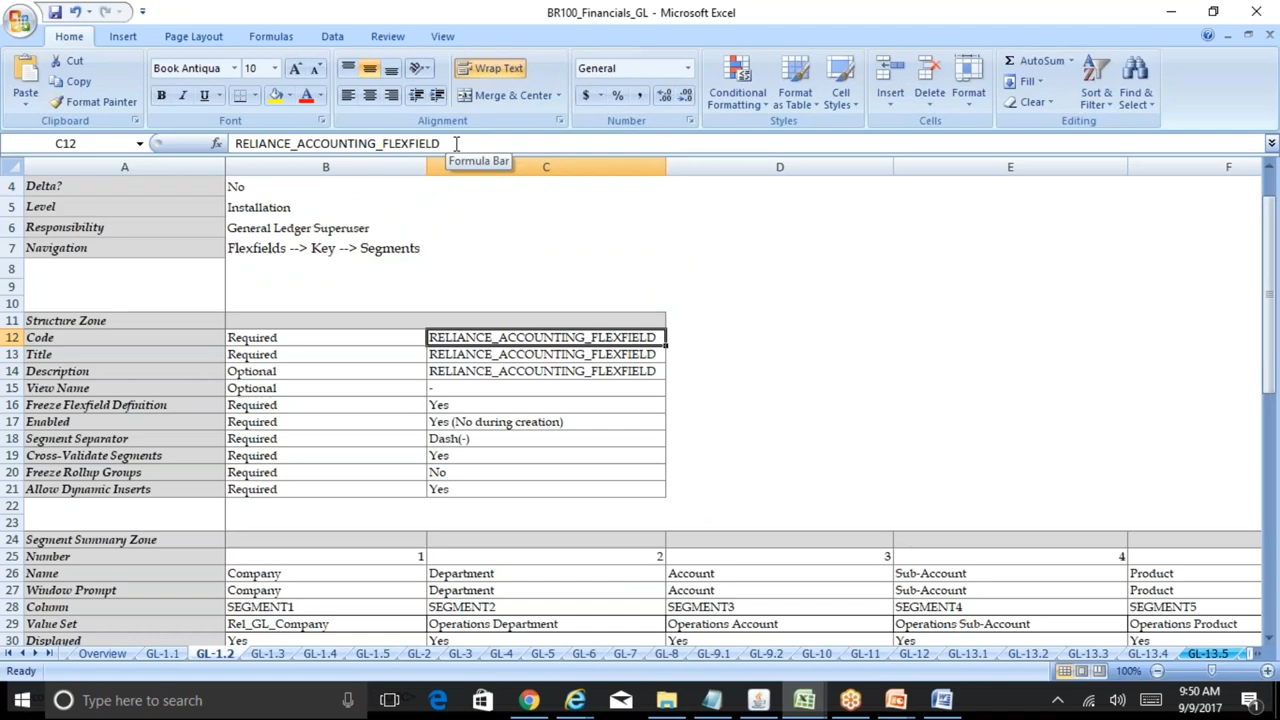 BR100_Financials_GL - Microsoft Excel
Home Insert Page Layout Formulas Data Review View
Paste
Cut
Copy
Format Painter
Clipboard
Book Antiqua 10
B I U
Font
Wrap Text
Merge & Center
Alignment
General
$ % ,
Number
Conditional Formatting
Format as Table
Cell Styles
Styles
Insert Delete Format
Cells
AutoSum
Fill
Clear
Sort & Filter
Find & Select
Editing
C12 fx RELIANCE_ACCOUNTING_FLEXFIELD
Formula Bar
A B C D E F
4 Delta? No
5 Level Installation
6 Responsibility General Ledger Superuser
7 Navigation Flexfields --> Key --> Segments
8
9
10
11 Structure Zone
12 Code Required RELIANCE_ACCOUNTING_FLEXFIELD
13 Title Required RELIANCE_ACCOUNTING_FLEXFIELD
14 Description Optional RELIANCE_ACCOUNTING_FLEXFIELD
15 View Name Optional -
16 Freeze Flexfield Definition Required Yes
17 Enabled Required Yes (No during creation)
18 Segment Separator Required Dash(-)
19 Cross-Validate Segments Required Yes
20 Freeze Rollup Groups Required No
21 Allow Dynamic Inserts Required Yes
22
23
24 Segment Summary Zone
25 Number 1 2 3 4
26 Name Company Department Account Sub-Account Product
27 Window Prompt Company Department Account Sub-Account Product
28 Column SEGMENT1 SEGMENT2 SEGMENT3 SEGMENT4 SEGMENT5
29 Value Set Rel_GL_Company Operations Department Operations Account Operations Sub-Account Operations Product
30 Displayed Yes Yes Yes Yes Yes
Overview GL-1.1 GL-1.2 GL-1.3 GL-1.4 GL-1.5 GL-2 GL-3 GL-4 GL-5 GL-6 GL-7 GL-8 GL-9.1 GL-9.2 GL-10 GL-11 GL-12 GL-13.1 GL-13.2 GL-13.3 GL-13.4 GL-13.5
Ready 100%
Type here to search
9:50 AM
9/9/2017